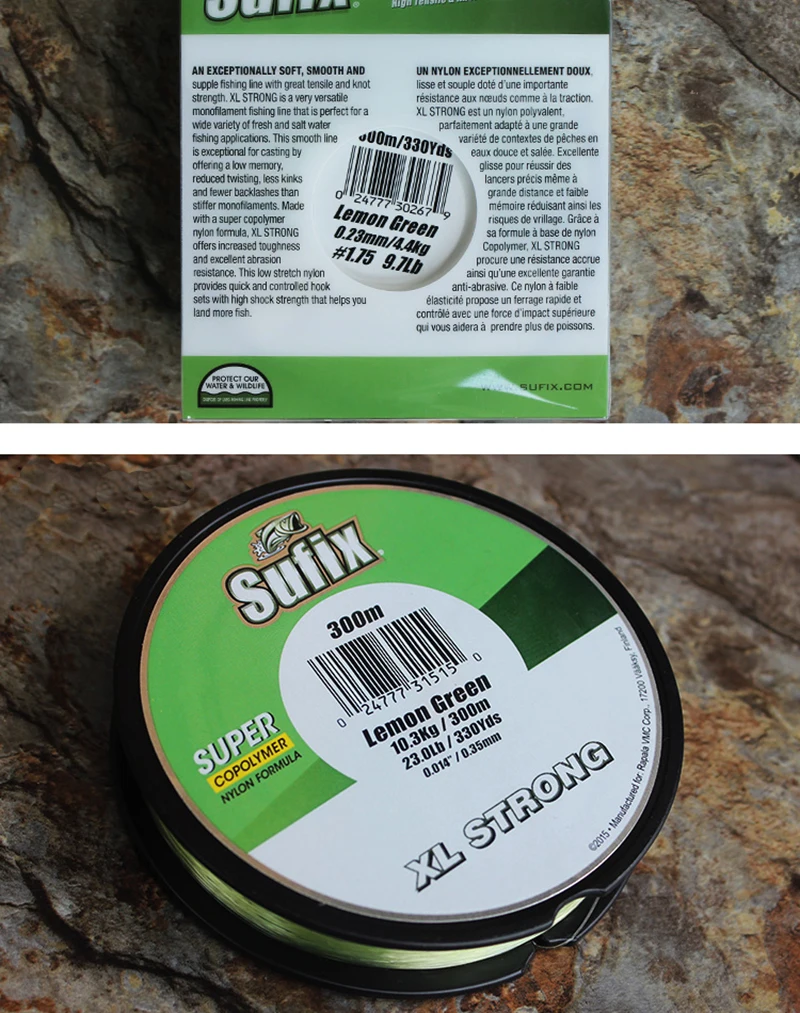 Sufix
AN EXCEPTIONALLY SOFT, SMOOTH AND
supple fishing line with great tensile and knot
strength. XL STRONG is a very versatile
monofilament fishing line that is perfect for a
wide variety of fresh and salt water
fishing applications. This smooth line
is exceptional for casting by
offering a low memory,
reduced twisting, less kinks
and fewer backlashes than
stiffer monofilaments. Made
with a super copolymer
nylon formula, XL STRONG
offers increased toughness
and excellent abrasion
resistance. This low stretch nylon
provides quick and controlled hook
sets with high shock strength that helps you
land more fish.
300m/330Yds
0 24777 30267 9
Lemon Green
0.23mm/4.4kg
#1.75 9.7Lb
UN NYLON EXCEPTIONNELLEMENT DOUX,
lisse et souple doté d'une importante
résistance aux nœuds comme à la traction.
XL STRONG est un nylon polyvalent,
parfaitement adapté à une grande
variété de contextes de pêches en
eaux douce et salée. Excellente
glisse pour réussir des
lancers précis même à
grande distance et faible
mémoire réduisant ainsi les
risques de vrillage. Grâce à
sa formule à base de nylon
Copolymer, XL STRONG
procure une résistance accrue
ainsi qu'une excellente garantie
anti-abrasive. Ce nylon à faible
élasticité propose un ferrage rapide et
contrôlé avec une force d'impact supérieure
qui vous aidera à prendre plus de poissons.
PROTECT OUR
WATER & WILDLIFE
WWW.SUFIX.COM
Sufix
300m
0 24777 31515 0
Lemon Green
10.3Kg / 300m
23.0Lb / 330Yds
0.014" / 0.35mm
SUPER
COPOLYMER
NYLON FORMULA
XL STRONG
©2015 • Manufactured for: Rapala VMC Corp., 17200 Vääksy, Finland